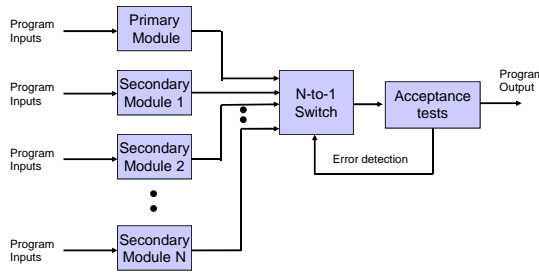 Program
Inputs
Primary
Module
Program
Inputs
Secondary
Module 1
N-to-1
Switch
Acceptance
tests
Program
Output
Program
Inputs
Secondary
Module 2
Error detection
Program
Inputs
Secondary
Module N